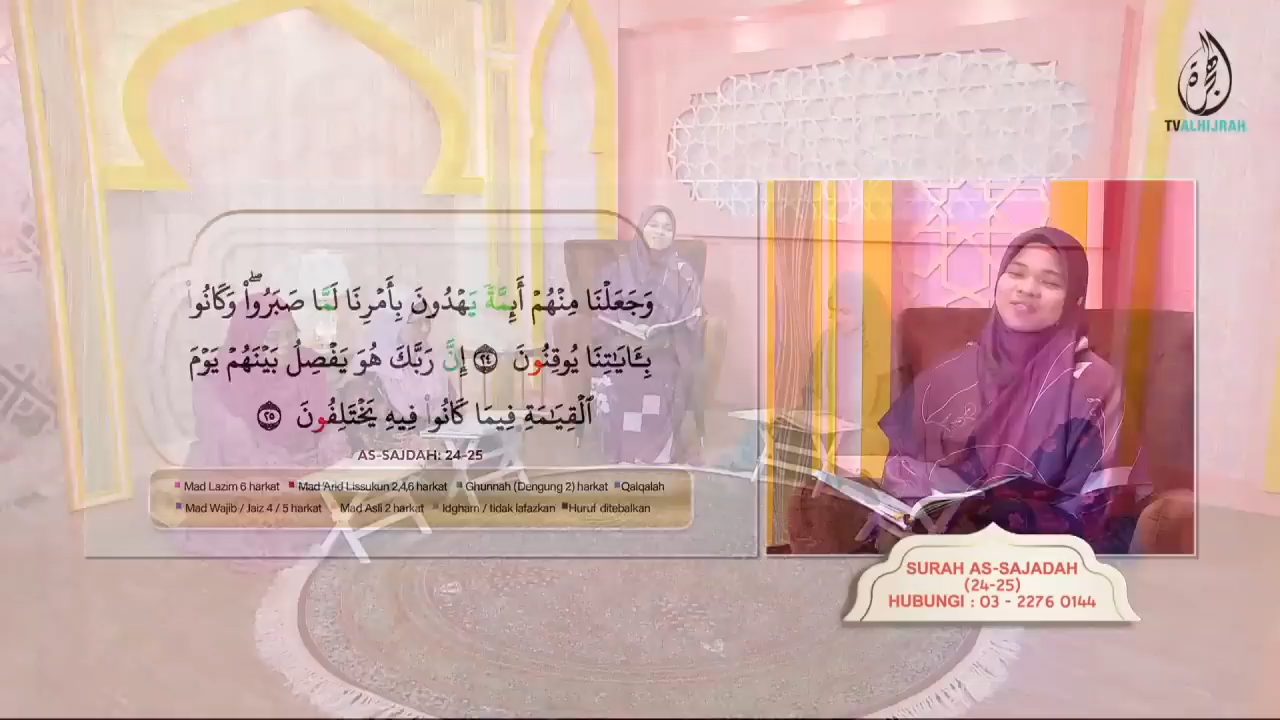 هجرة
TVALHIJRAH
وَجَعَلْنَا مِنْهُمْ أَئِمَّةً يَهْدُونَ بِأَمْرِنَا لَمَّا صَبَرُوا۟ ۖ وَكَانُوا۟
بِـَٔايَـٰتِنَا يُوقِنُونَ ٢٤ إِنَّ رَبَّكَ هُوَ يَفْصِلُ بَيْنَهُمْ يَوْمَ
ٱلْقِيَـٰمَةِ فِيمَا كَانُوا۟ فِيهِ يَخْتَلِفُونَ ٢٥
AS-SAJDAH: 24-25
Mad Lazim 6 harkat Mad 'Arid Lissukun 2,4,6 harkat Ghunnah (Dengung 2) harkat Qalqalah
Mad Wajib / Jaiz 4 / 5 harkat Mad Asli 2 harkat Idgham / tidak lafazkan Huruf ditebalkan
SURAH AS-SAJADAH
(24-25)
HUBUNGI : 03 - 2276 0144